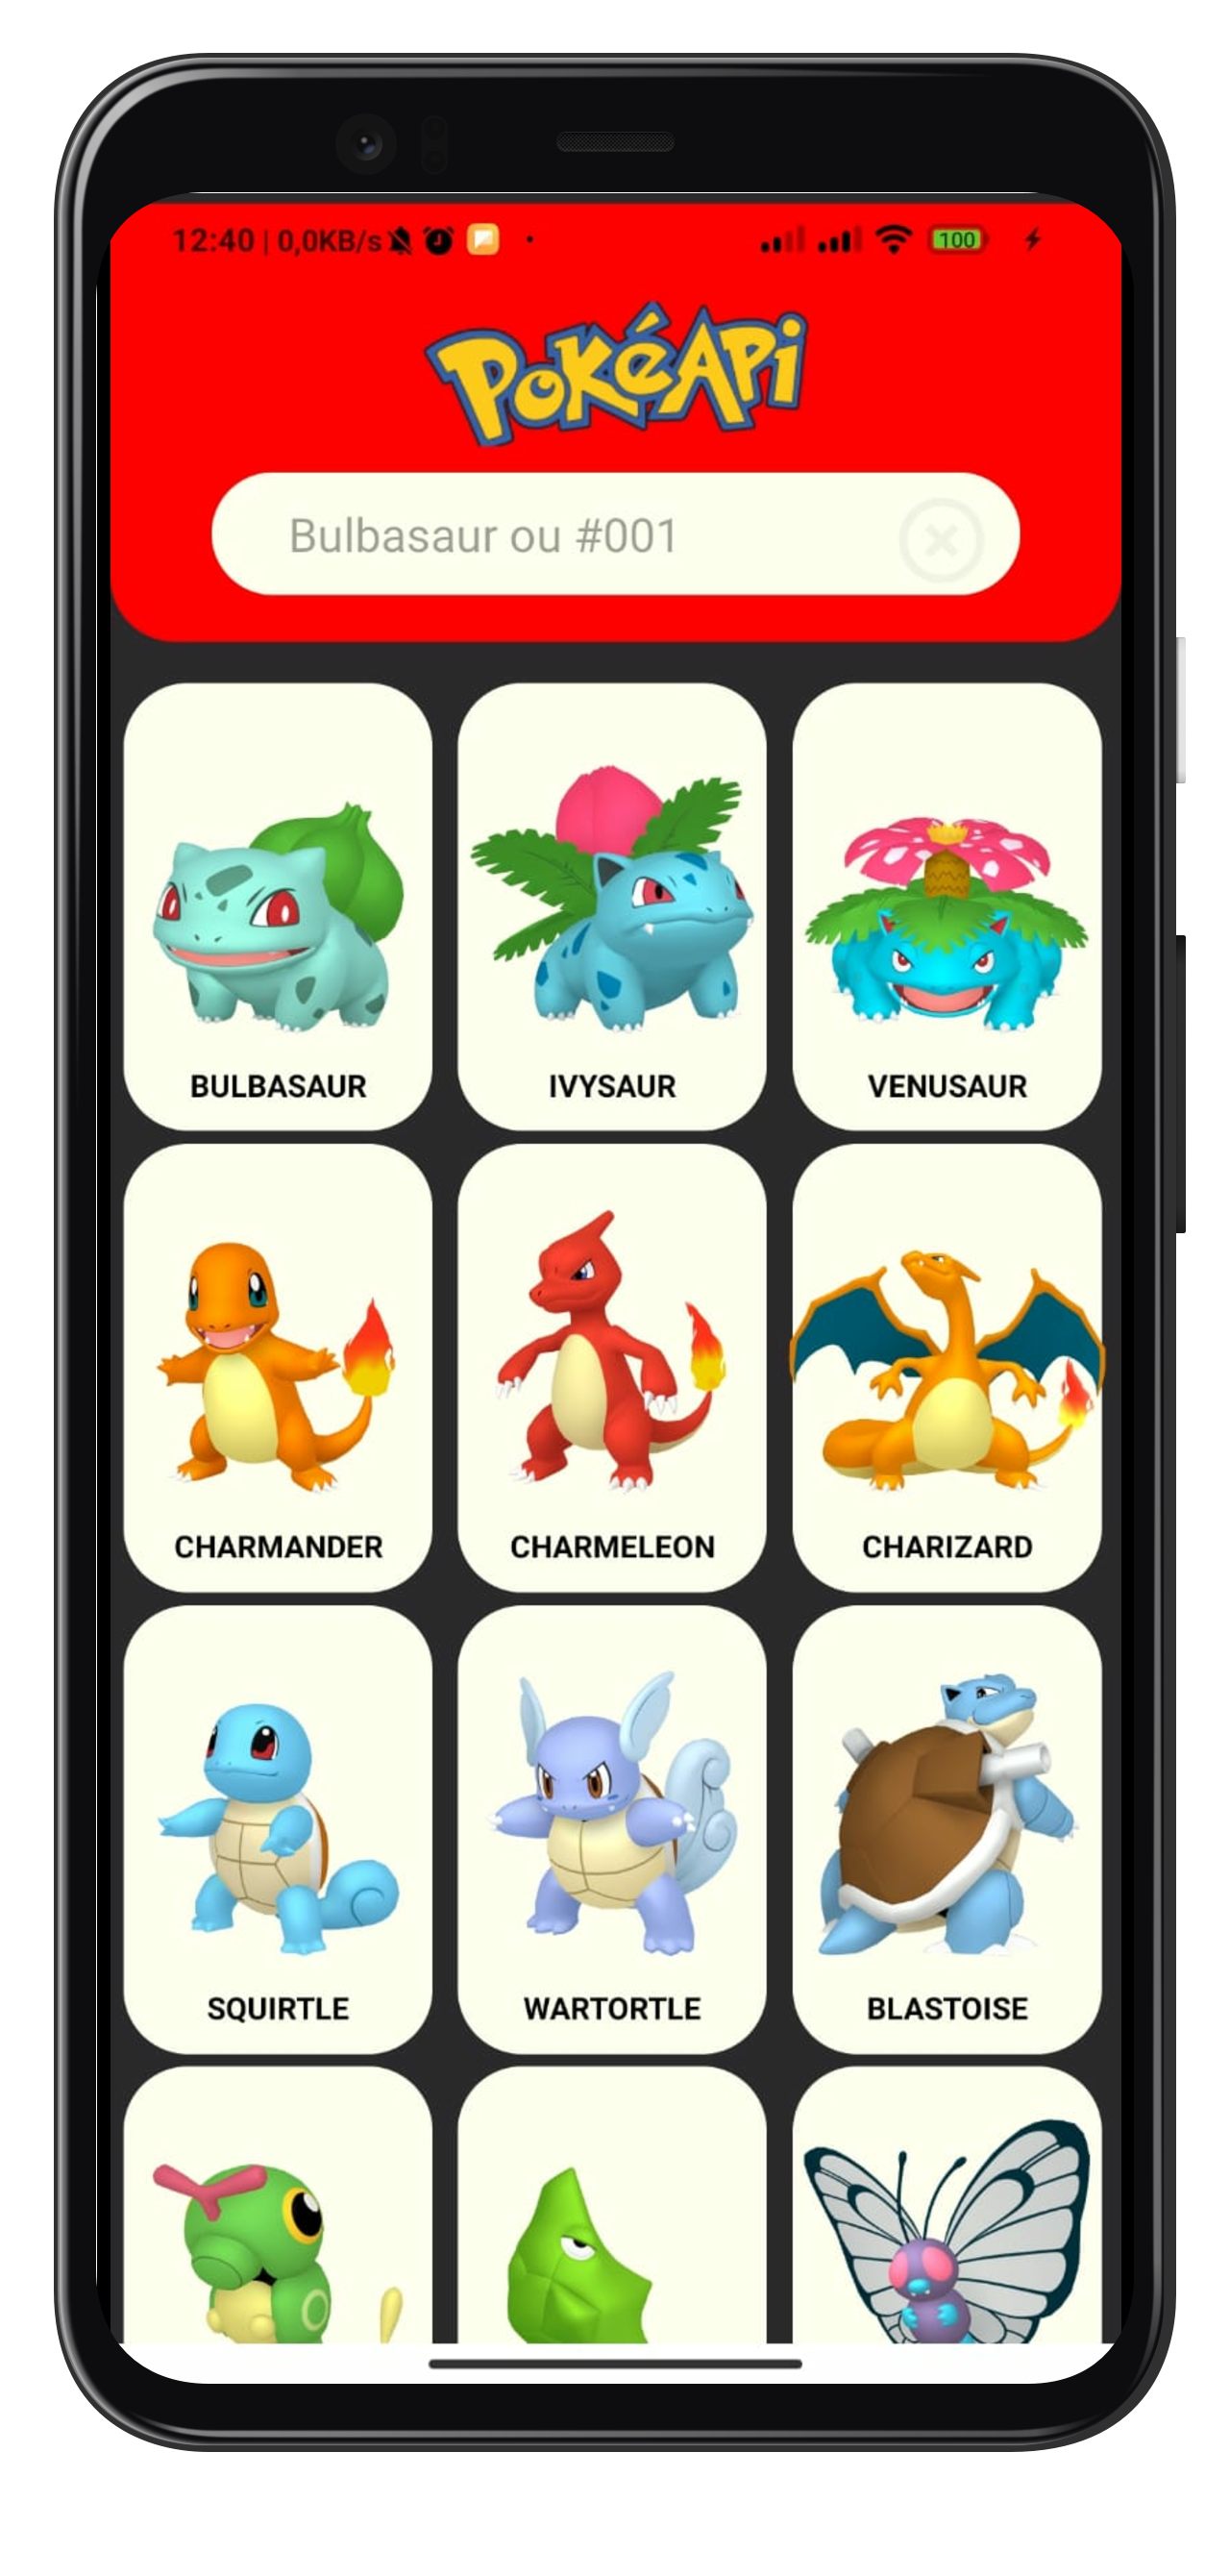 12:40 | 0,0KB/s 100
PokéApi
Bulbasaur ou #001
BULBASAUR IVYSAUR VENUSAUR
CHARMANDER CHARMELEON CHARIZARD
SQUIRTLE WARTORTLE BLASTOISE